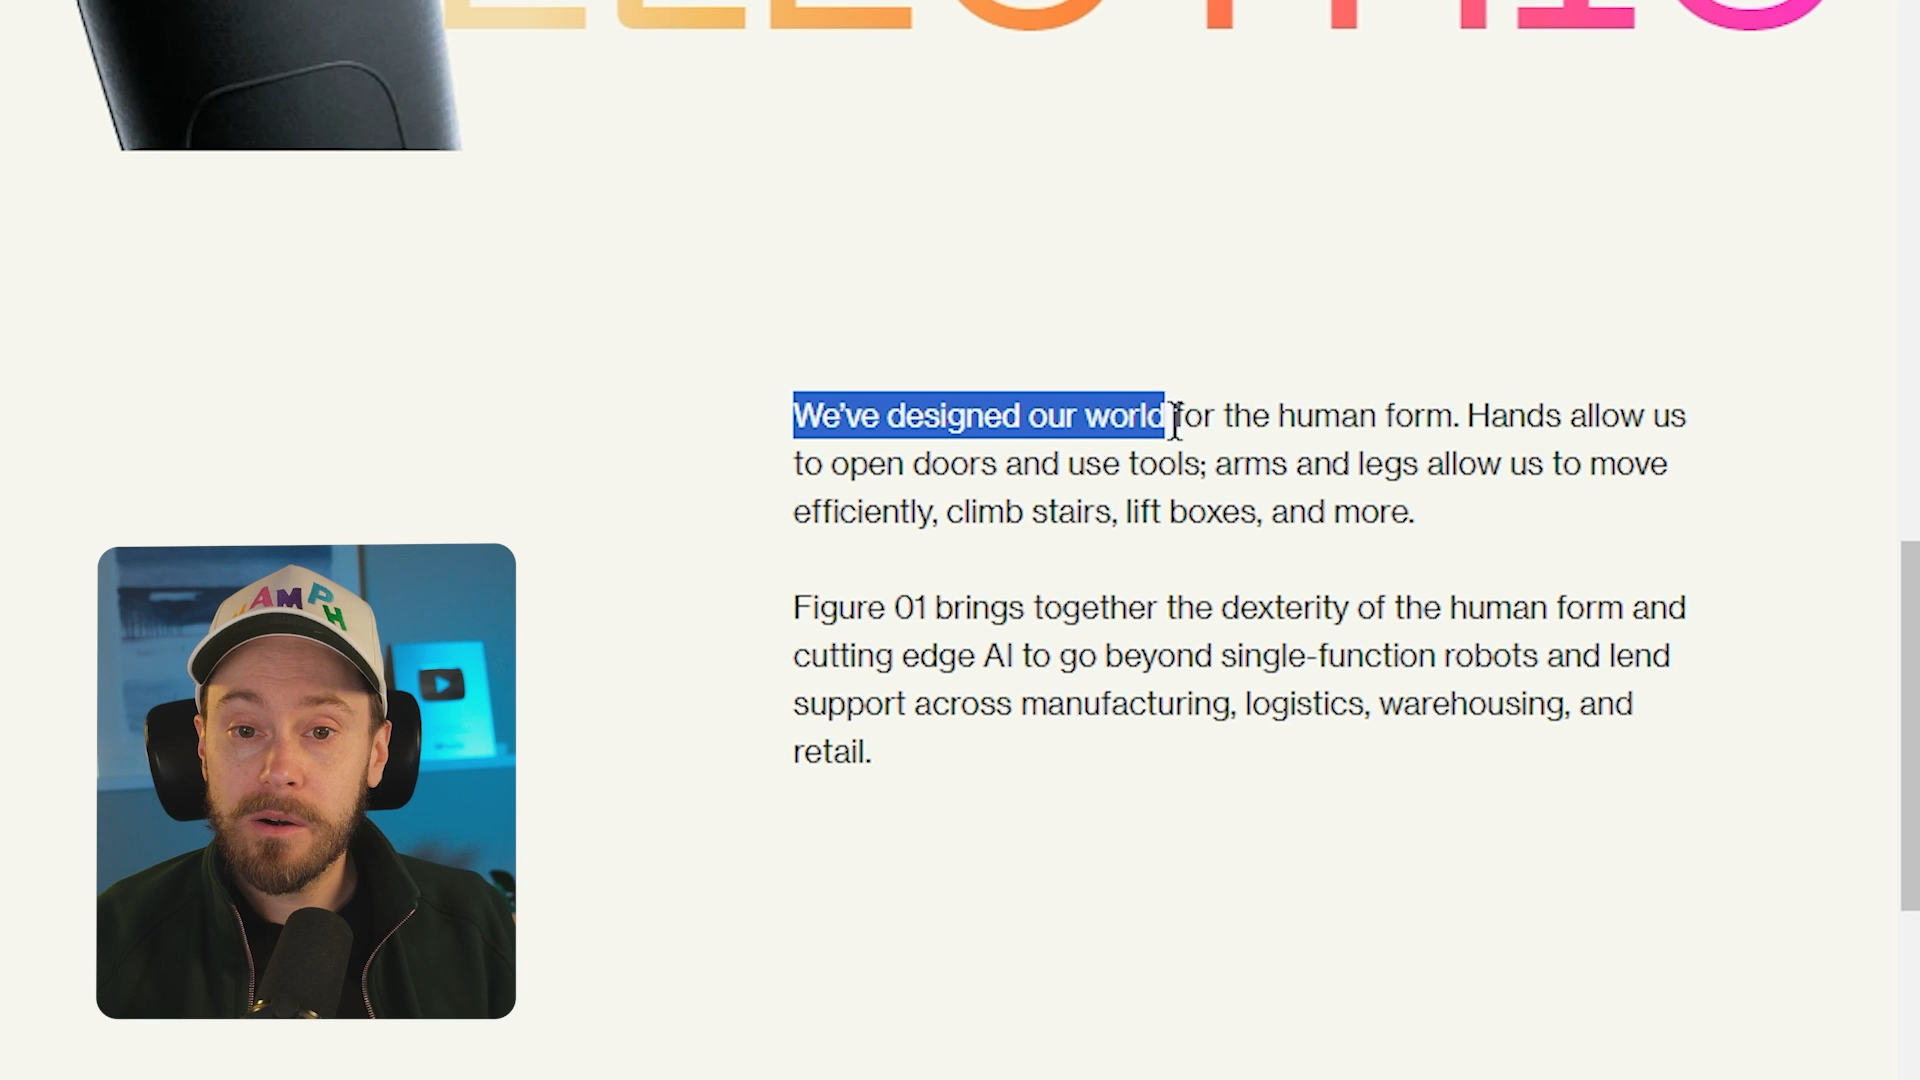 ELECTRIC
We've designed our world for the human form. Hands allow us
to open doors and use tools; arms and legs allow us to move
efficiently, climb stairs, lift boxes, and more.
Figure 01 brings together the dexterity of the human form and
cutting edge AI to go beyond single-function robots and lend
support across manufacturing, logistics, warehousing, and
retail.